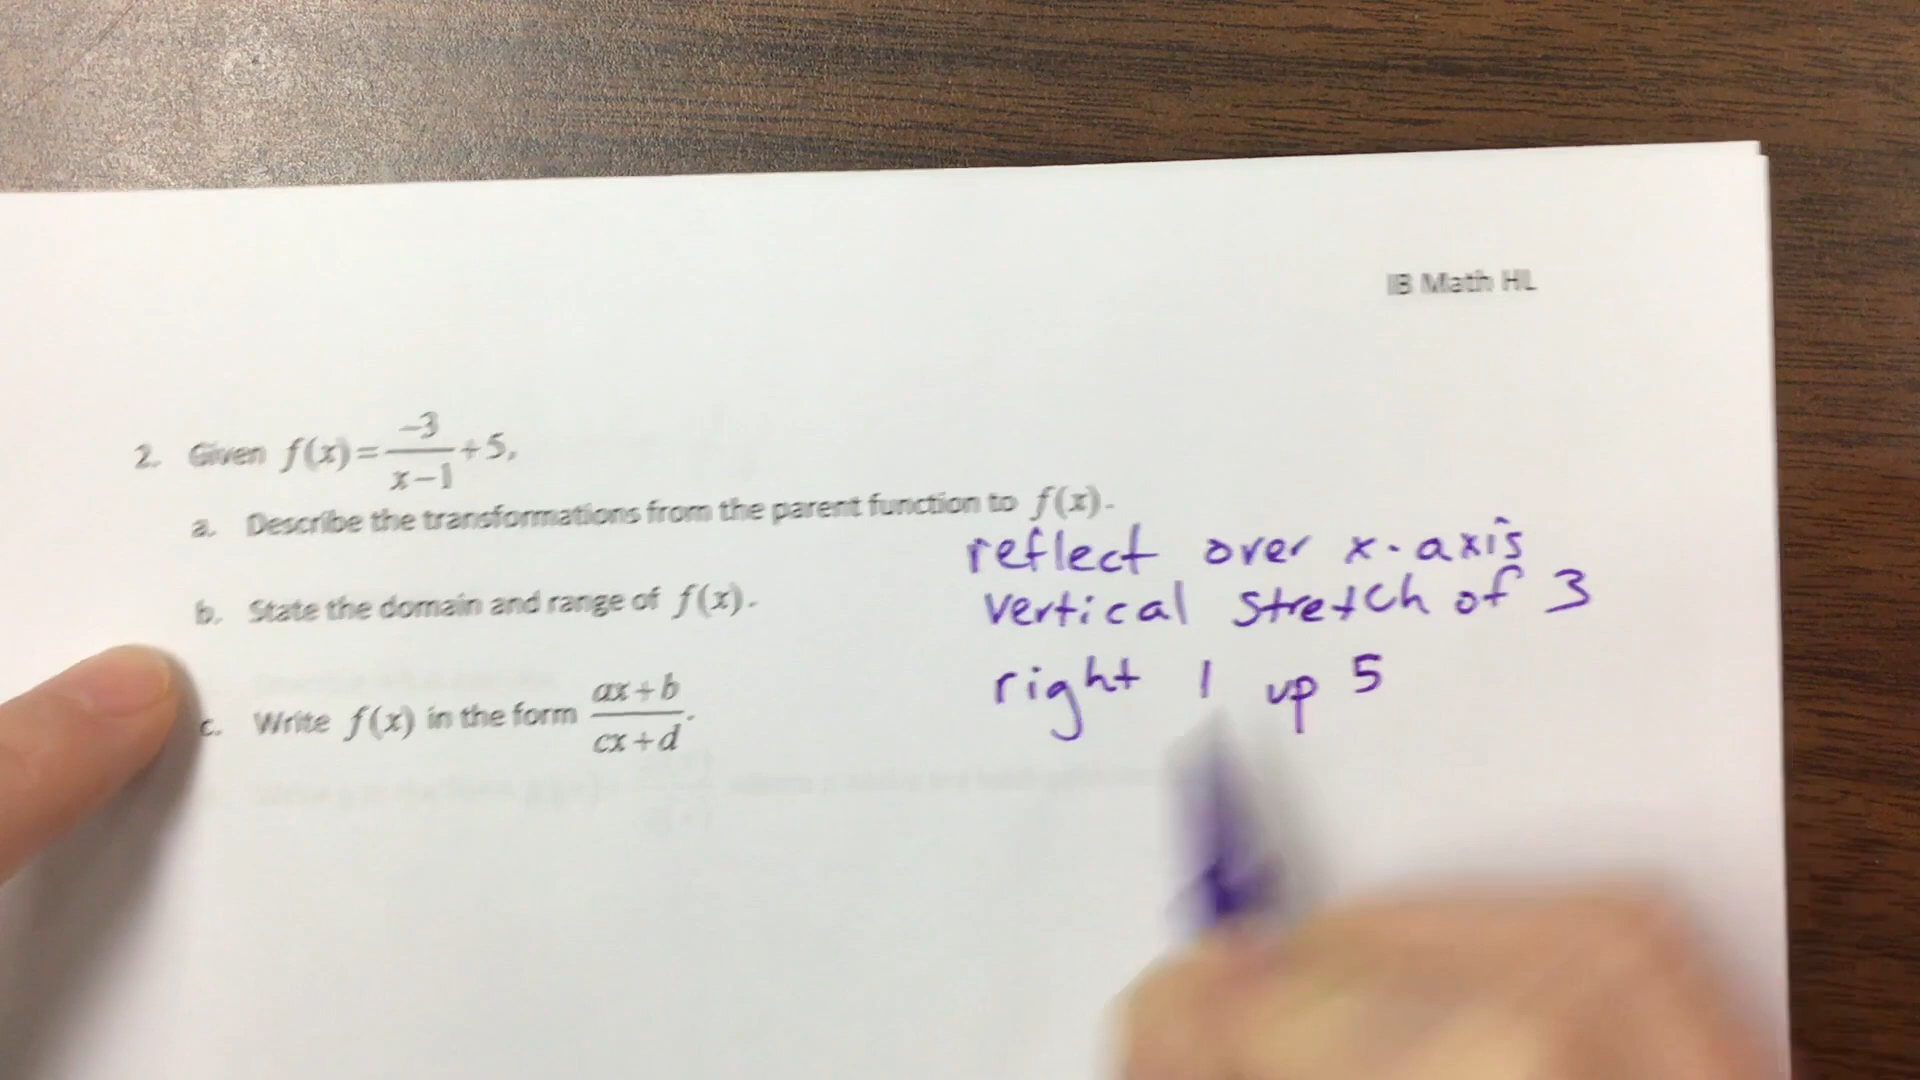 IB Math HL
2. Given f(x) = -3/(x-1) + 5,
a. Describe the transformations from the parent function to f(x).
reflect over x-axis
vertical stretch of 3
b. State the domain and range of f(x).
right 1 up 5
c. Write f(x) in the form (ax+b)/(cx+d).